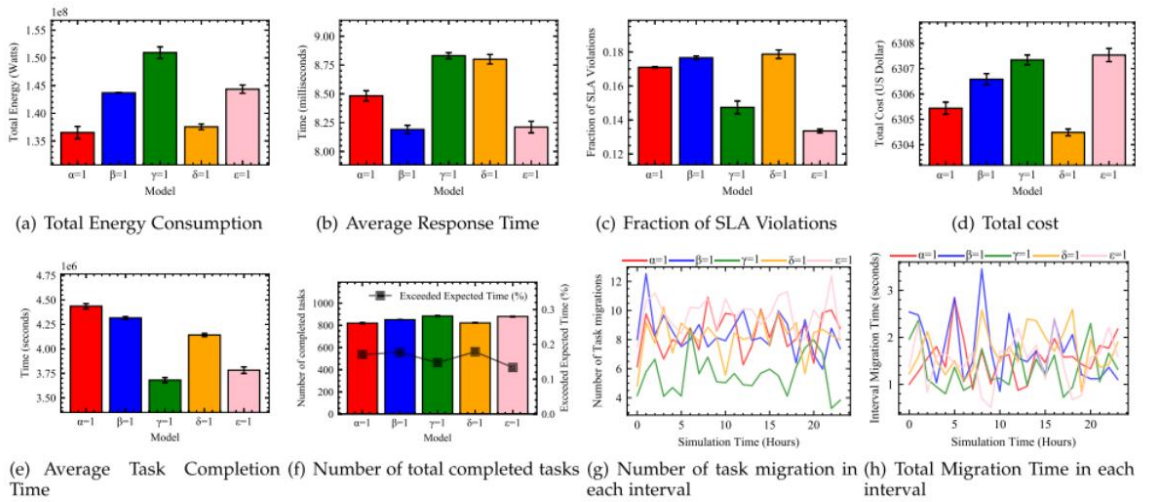 1e8
Total Energy (Watts)
1.55
1.50
1.45
1.40
1.35
α=1 β=1 γ=1 δ=1 ε=1
Model
(a) Total Energy Consumption
Time (milliseconds)
9.00
8.75
8.50
8.25
8.00
α=1 β=1 γ=1 δ=1 ε=1
Model
(b) Average Response Time
Fraction of SLA Violations
0.18
0.16
0.14
0.12
α=1 β=1 γ=1 δ=1 ε=1
Model
(c) Fraction of SLA Violations
Total Cost (US Dollar)
6308
6307
6306
6305
6304
α=1 β=1 γ=1 δ=1 ε=1
Model
(d) Total cost
1e6
Time (seconds)
4.75
4.50
4.25
4.00
3.75
3.50
α=1 β=1 γ=1 δ=1 ε=1
Model
(e) Average Task Completion
Time
Number of completed tasks
1000
800
600
400
200
0
Exceeded Expected Time (%)
0.3
0.2
0.1
0.0
Exceeded Expected Time (%)
α=1 β=1 γ=1 δ=1 ε=1
Model
(f) Number of total completed tasks
α=1 β=1 γ=1 δ=1 ε=1
Number of Task migrations
12
10
8
6
4
0 5 10 15 20
Simulation Time (Hours)
(g) Number of task migration in
each interval
α=1 β=1 γ=1 δ=1 ε=1
Interval Migration Time (seconds)
3
2
1
0 5 10 15 20
Simulation Time (Hours)
(h) Total Migration Time in each
interval